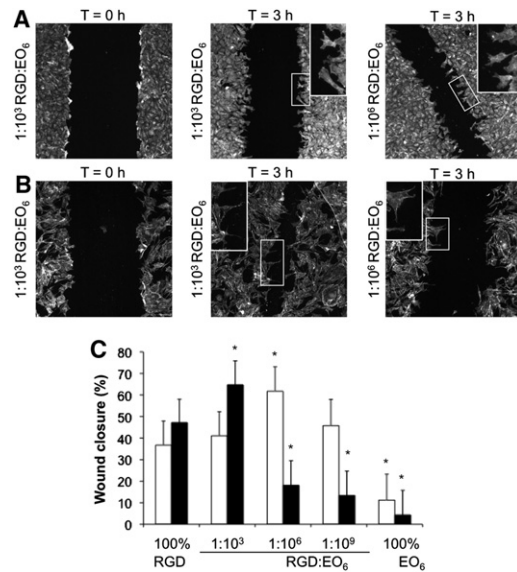 A
T = 0 h
T = 3 h
T = 3 h
1:10³ RGD:EO₆
1:10³ RGD:EO₆
1:10⁶ RGD:EO₆
B
T = 0 h
T = 3 h
T = 3 h
1:10³ RGD:EO₆
1:10³ RGD:EO₆
1:10⁶ RGD:EO₆
C
Wound closure (%)
80
70
60
50
40
30
20
10
0
* * * * * *
100% 1:10³ 1:10⁶ 1:10⁹ 100%
RGD RGD:EO₆ EO₆